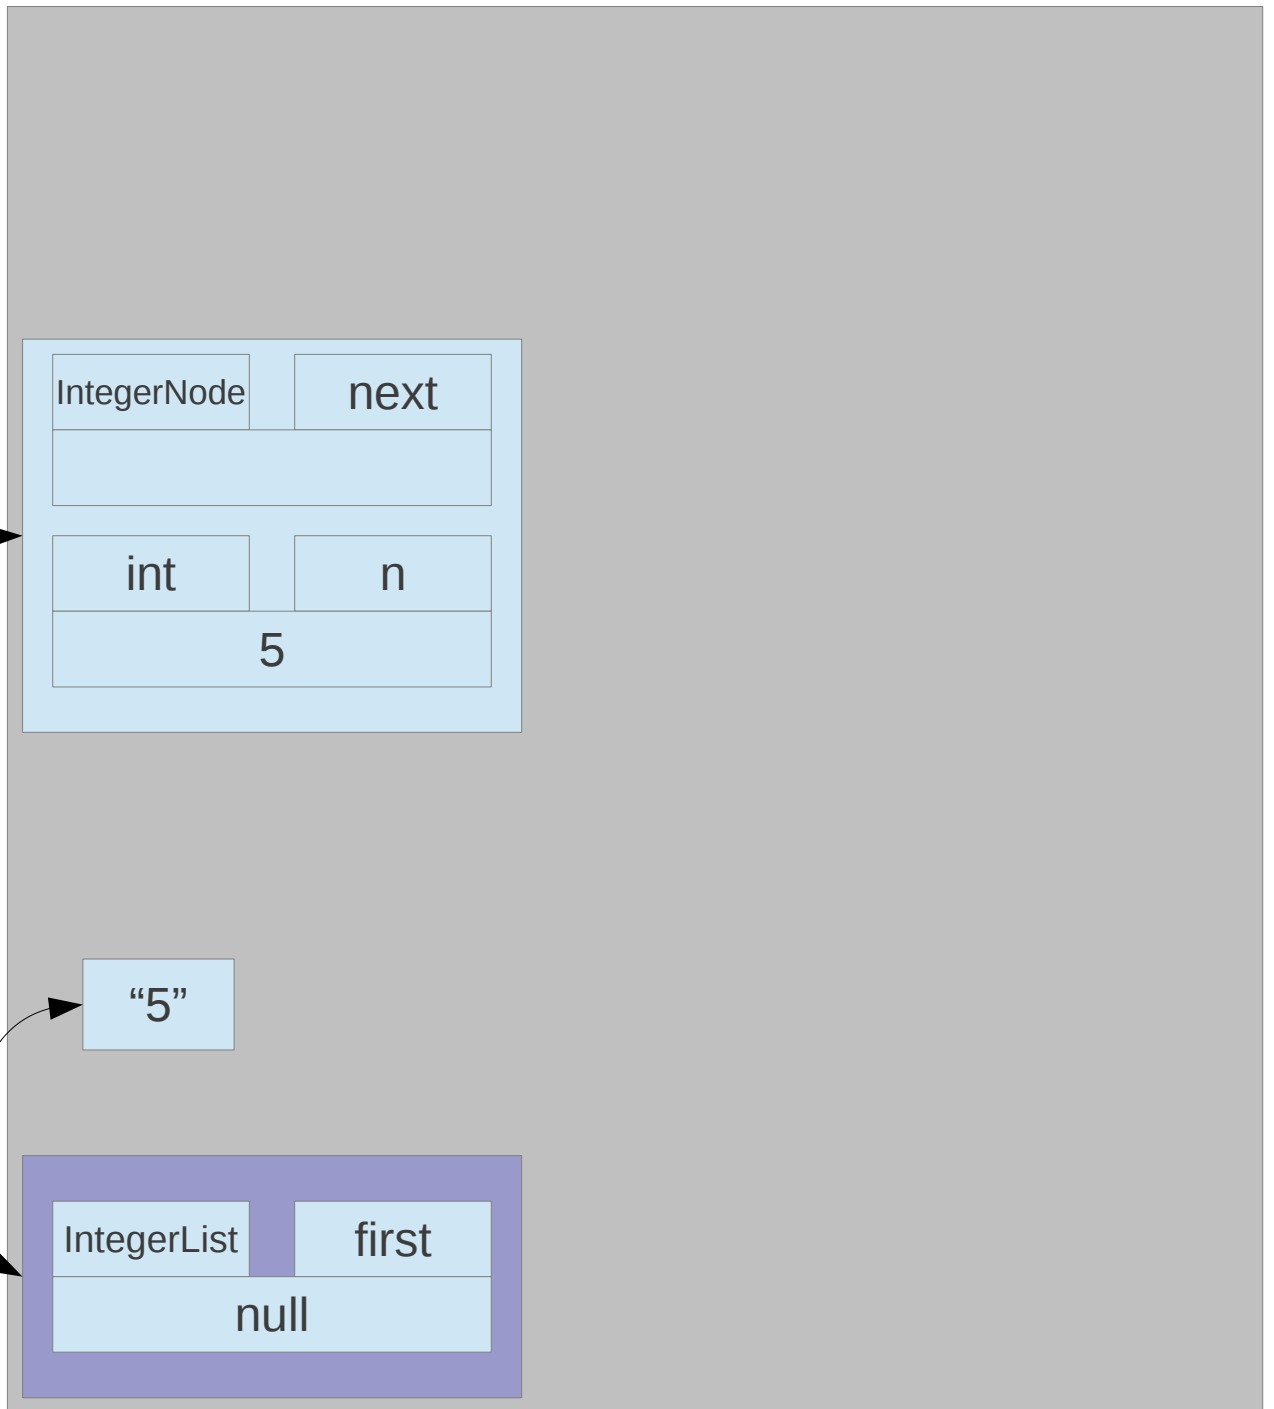 IntegerNode next
int n
5
“5”
IntegerList first
null